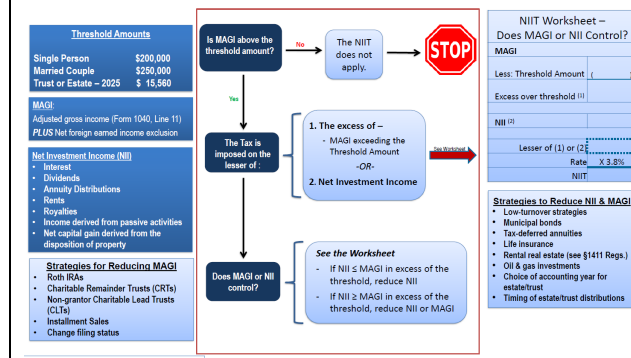 Threshold Amounts
Single Person $200,000
Married Couple $250,000
Trust or Estate – 2025 $ 15,560
MAGI:
Adjusted gross income (Form 1040, Line 11)
PLUS Net foreign earned income exclusion
Net Investment Income (NII)
• Interest
• Dividends
• Annuity Distributions
• Rents
• Royalties
• Income derived from passive activities
• Net capital gain derived from the
disposition of property
Strategies for Reducing MAGI
• Roth IRAs
• Charitable Remainder Trusts (CRTs)
• Non-grantor Charitable Lead Trusts
(CLTs)
• Installment Sales
• Change filing status
Is MAGI above the
threshold amount?
No
The NIIT
does not
apply.
STOP
Yes
The Tax is
imposed on the
lesser of :
1. The excess of –
- MAGI exceeding the
Threshold Amount
-OR-
2. Net Investment Income
See Worksheet
Does MAGI or NII
control?
See the Worksheet
- If NII ≤ MAGI in excess of the
threshold, reduce NII
- If NII ≥ MAGI in excess of the
threshold, reduce NII or MAGI
NIIT Worksheet –
Does MAGI or NII Control?
MAGI
Less: Threshold Amount ( )
Excess over threshold (1)
NII (2)
Lesser of (1) or (2)
Rate X 3.8%
NIIT
Strategies to Reduce NII & MAGI
• Low-turnover strategies
• Municipal bonds
• Tax-deferred annuities
• Life insurance
• Rental real estate (see §1411 Regs.)
• Oil & gas investments
• Choice of accounting year for
estate/trust
• Timing of estate/trust distributions